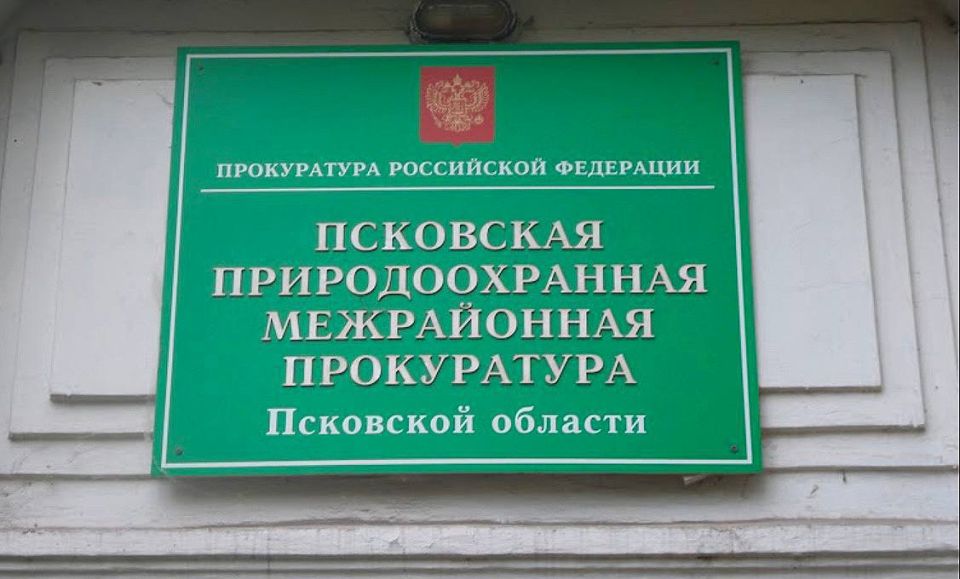 ПРОКУРАТУРА РОССИЙСКОЙ ФЕДЕРАЦИИ
ПСКОВСКАЯ
ПРИРОДООХРАННАЯ
МЕЖРАЙОННАЯ
ПРОКУРАТУРА
Псковской области